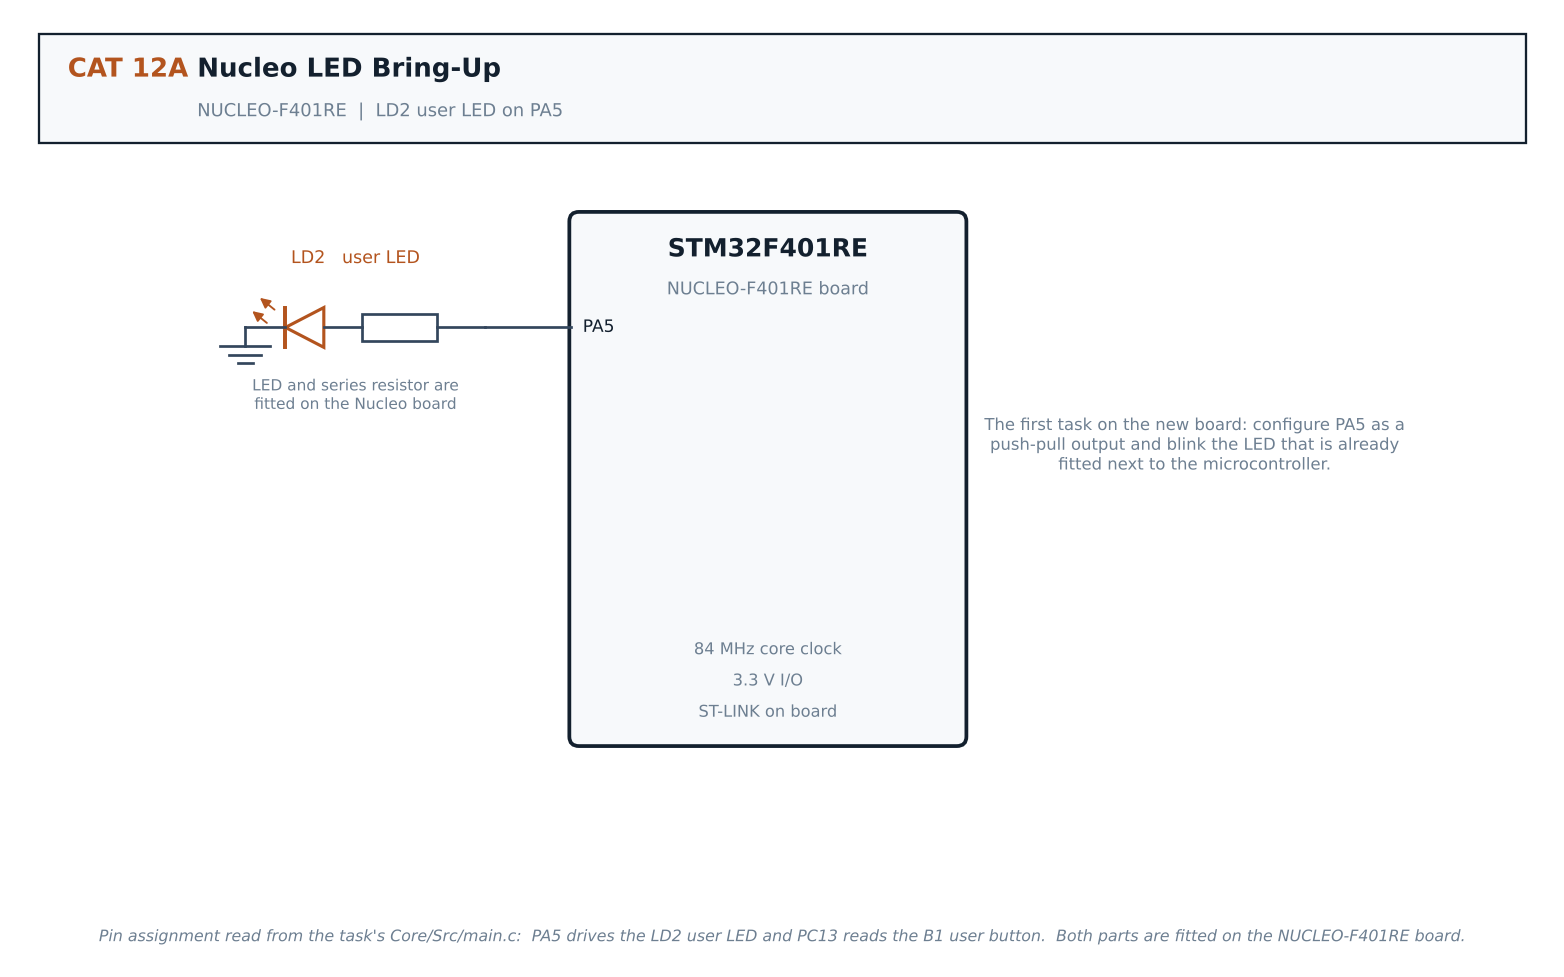 CAT 12A Nucleo LED Bring-Up
NUCLEO-F401RE | LD2 user LED on PA5
STM32F401RE
NUCLEO-F401RE board
LD2 user LED
PA5
LED and series resistor are
fitted on the Nucleo board
The first task on the new board: configure PA5 as a
push-pull output and blink the LED that is already
fitted next to the microcontroller.
84 MHz core clock
3.3 V I/O
ST-LINK on board
Pin assignment read from the task's Core/Src/main.c: PA5 drives the LD2 user LED and PC13 reads the B1 user button. Both parts are fitted on the NUCLEO-F401RE board.